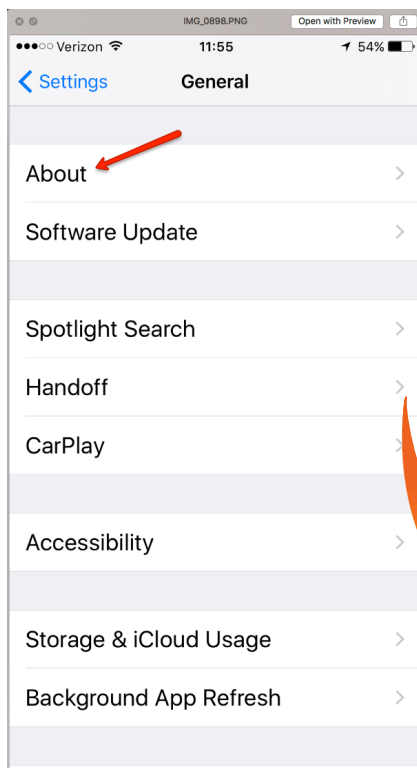 IMG_0898.PNG Open with Preview
Verizon 11:55 54%
Settings General
About
Software Update
Spotlight Search
Handoff
CarPlay
Accessibility
Storage & iCloud Usage
Background App Refresh